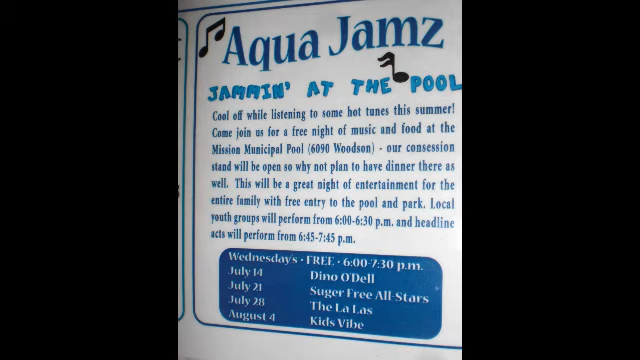 Aqua Jamz
JAMMIN' AT THE POOL
Cool off while listening to some hot tunes this summer!
Come join us for a free night of music and food at the
Mission Municipal Pool (6090 Woodson) - our consession
stand will be open so why not plan to have dinner there as
well. This will be a great night of entertainment for the
entire family with free entry to the pool and park. Local
youth groups will perform from 6:00-6:30 p.m. and headline
acts will perform from 6:45-7:45 p.m.
Wednesday's • FREE • 6:00-7:30 p.m.
July 14 Dino O'Dell
July 21 Suger Free All-Stars
July 28 The La Las
August 4 Kids Vibe